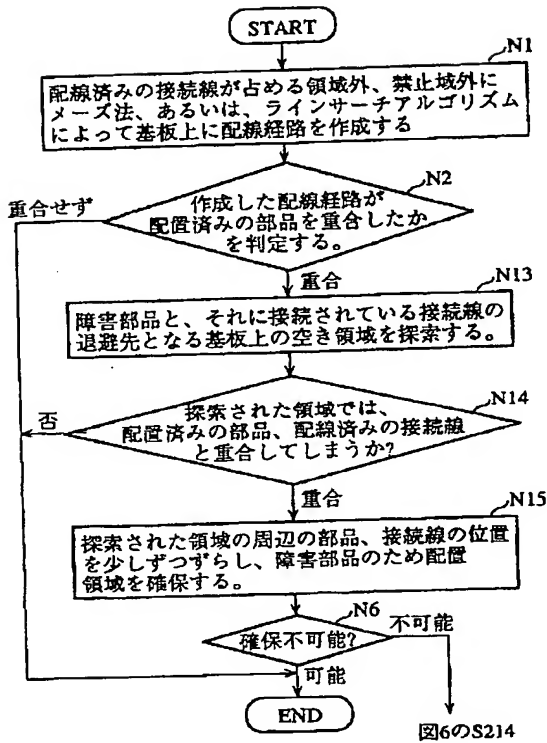 START
N1
配線済みの接続線が占める領域外、禁止域外に
メーズ法、あるいは、ラインサーチアルゴリズム
によって基板上に配線経路を作成する
N2
作成した配線経路が
配置済みの部品を重合したか
を判定する。
重合せず
重合
N13
障害部品と、それに接続されている接続線の
退避先となる基板上の空き領域を探索する。
N14
探索された領域では、
配置済みの部品、配線済みの接続線
と重合してしまうか?
否
重合
N15
探索された領域の周辺の部品、接続線の位置
を少しずつずらし、障害部品のため配置
領域を確保する。
N6
確保不可能?
不可能
可能
END
図6のS214